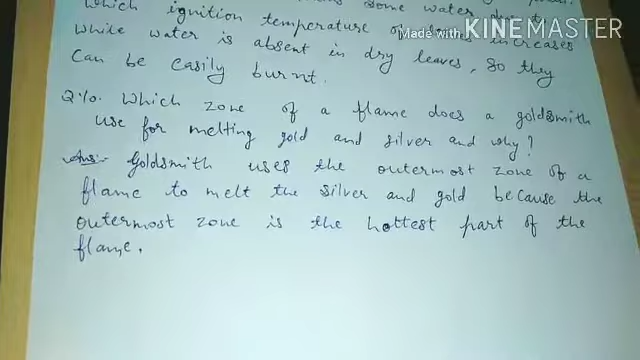 some water
which ignition temperature of increases
while water is absent in dry leaves, so they
can be easily burnt.
Q10. Which zone of a flame does a goldsmith
use for melting gold and silver and why?
Ans:- Goldsmith uses the outermost zone of a
flame to melt the silver and gold because the
outermost zone is the hottest part of the
flame.
Made with KINEMASTER